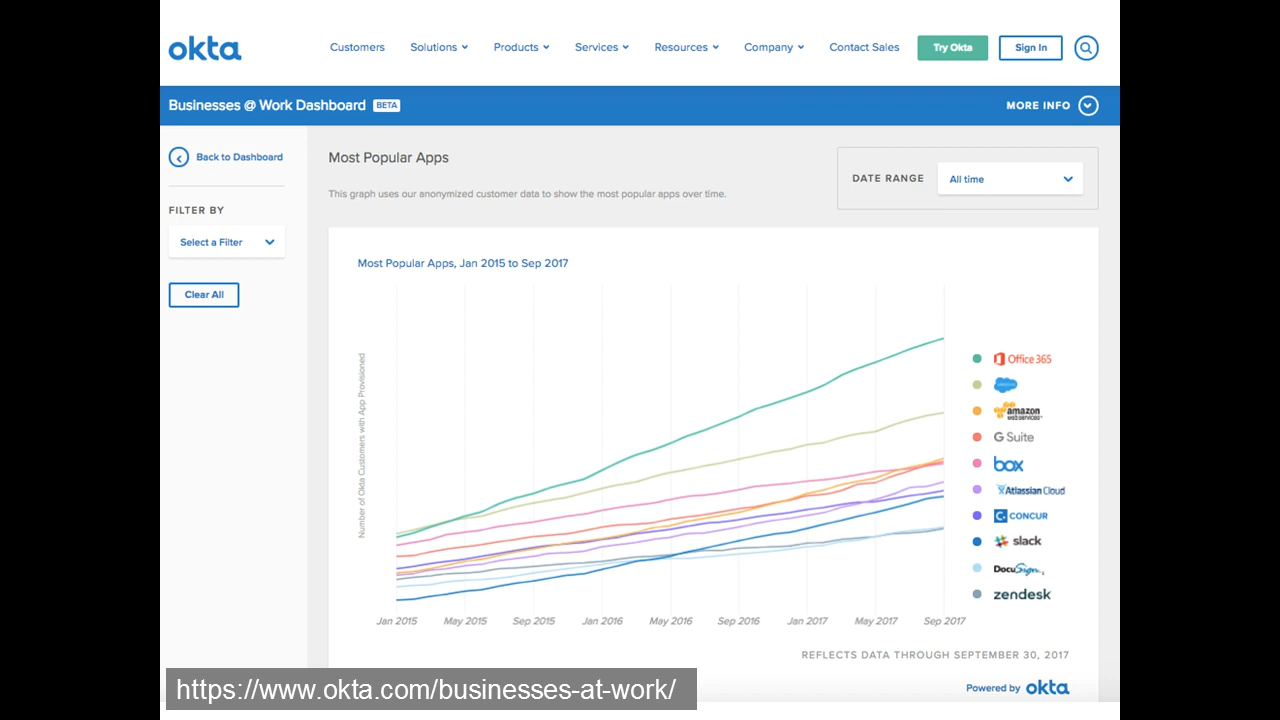 okta
Customers Solutions Products Services Resources Company Contact Sales Try Okta Sign In
Businesses @ Work Dashboard BETA
MORE INFO
Back to Dashboard
FILTER BY
Select a Filter
Clear All
Most Popular Apps
This graph uses our anonymized customer data to show the most popular apps over time.
DATE RANGE All time
Most Popular Apps, Jan 2015 to Sep 2017
Number of Okta Customers with App Provisioned
Office 365
salesforce
amazon
web services
G Suite
box
Atlassian Cloud
CONCUR
slack
DocuSign
zendesk
Jan 2015 May 2015 Sep 2015 Jan 2016 May 2016 Sep 2016 Jan 2017 May 2017 Sep 2017
REFLECTS DATA THROUGH SEPTEMBER 30, 2017
Powered by okta
https://www.okta.com/businesses-at-work/